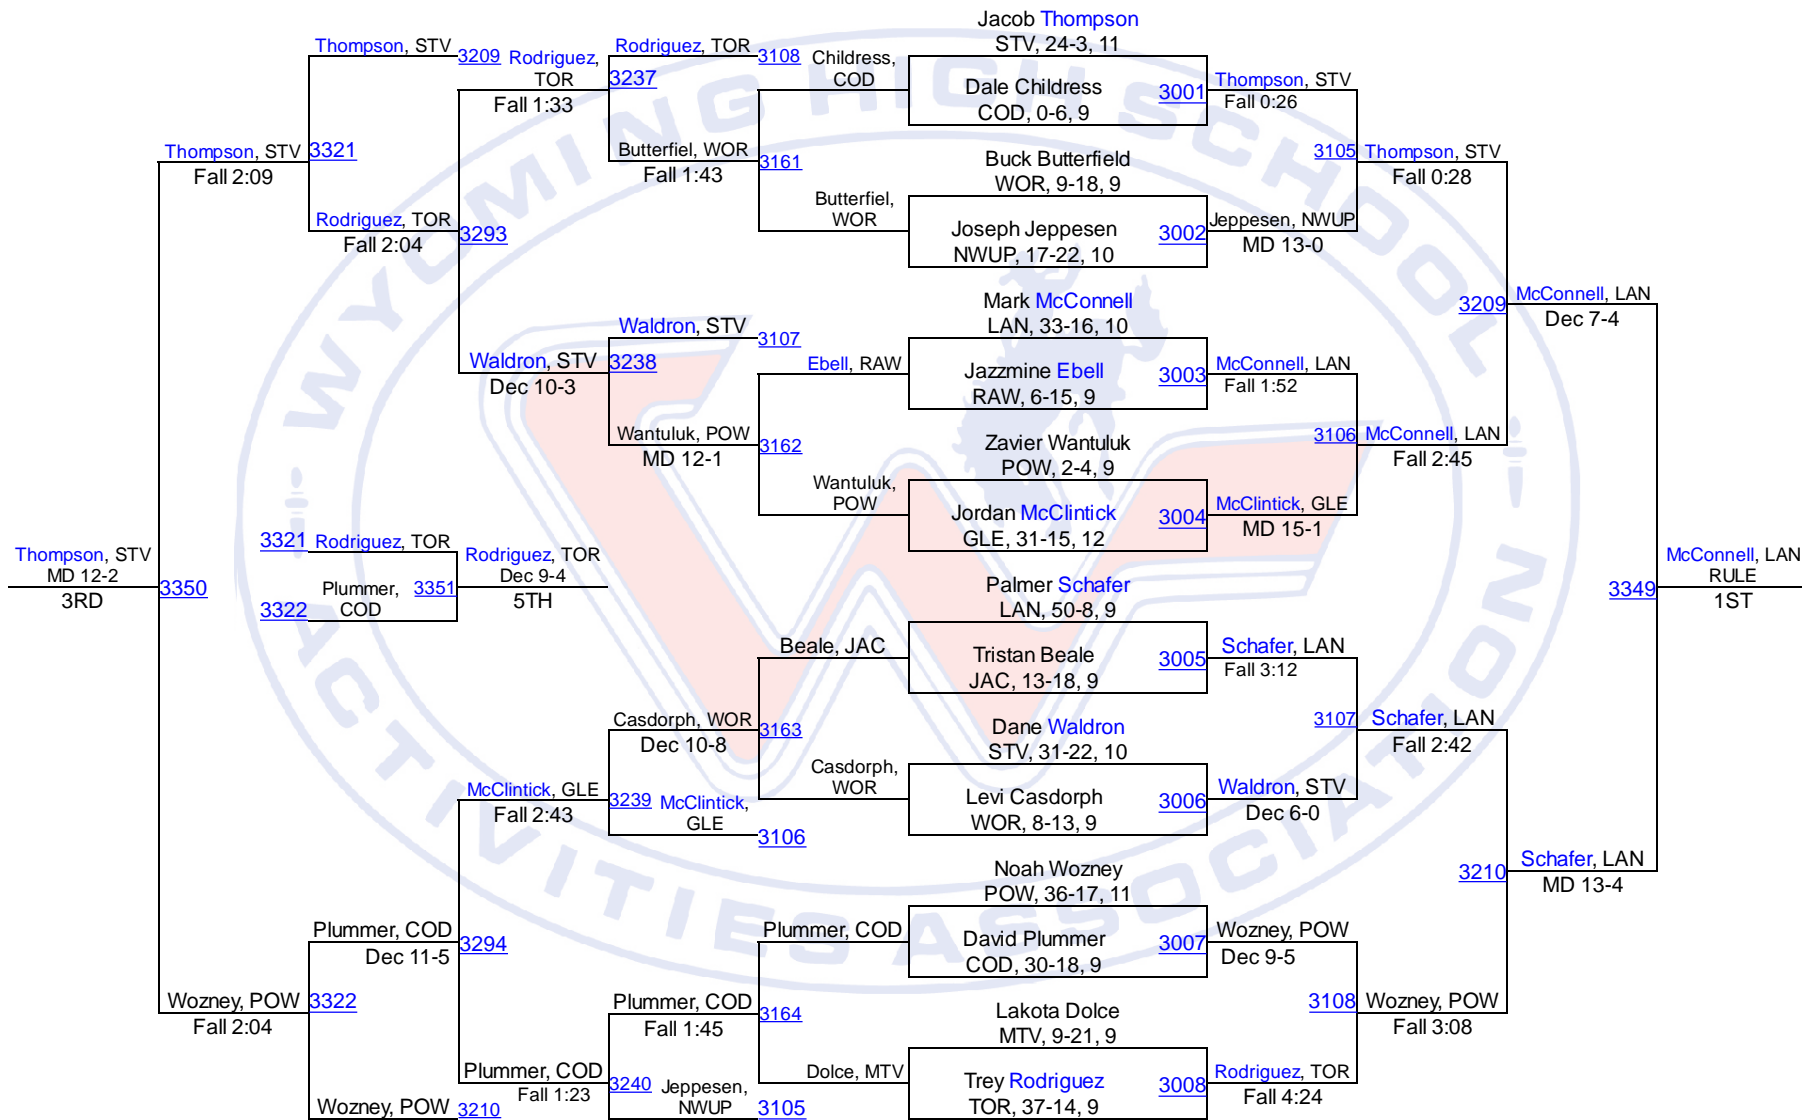 Jacob Thompson
STV, 24-3, 11
Thompson, STV
3209
Rodriguez,
TOR
Fall 1:33
Rodriguez, TOR
3108
3237
Childress,
COD
Dale Childress
COD, 0-6, 9
3001
Thompson, STV
Fall 0:26
Thompson, STV
Fall 2:09
3321
Butterfiel, WOR
Fall 1:43
3161
Buck Butterfield
WOR, 9-18, 9
3105
Thompson, STV
Fall 0:28
Rodriguez, TOR
Fall 2:04
3293
Butterfiel,
WOR
Joseph Jeppesen
NWUP, 17-22, 10
3002
Jeppesen, NWUP
MD 13-0
Mark McConnell
LAN, 33-16, 10
3209
McConnell, LAN
Dec 7-4
Waldron, STV
3107
Waldron, STV
Dec 10-3
3238
Ebell, RAW
Jazzmine Ebell
RAW, 6-15, 9
3003
McConnell, LAN
Fall 1:52
Wantuluk, POW
MD 12-1
3162
Zavier Wantuluk
POW, 2-4, 9
3106
McConnell, LAN
Fall 2:45
Wantuluk,
POW
Jordan McClintick
GLE, 31-15, 12
3004
McClintick, GLE
MD 15-1
3321
Rodriguez, TOR
Rodriguez, TOR
Dec 9-4
5TH
Thompson, STV
MD 12-2
3RD
3350
Plummer,
COD
3351
3322
Palmer Schafer
LAN, 50-8, 9
3349
McConnell, LAN
RULE
1ST
Beale, JAC
Tristan Beale
JAC, 13-18, 9
3005
Schafer, LAN
Fall 3:12
Casdorph, WOR
Dec 10-8
3163
Dane Waldron
STV, 31-22, 10
3107
Schafer, LAN
Fall 2:42
McClintick, GLE
Fall 2:43
3239
McClintick,
GLE
3106
Casdorph,
WOR
Levi Casdorph
WOR, 8-13, 9
3006
Waldron, STV
Dec 6-0
Noah Wozney
POW, 36-17, 11
3210
Schafer, LAN
MD 13-4
Plummer, COD
Dec 11-5
3294
Plummer, COD
David Plummer
COD, 30-18, 9
3007
Wozney, POW
Dec 9-5
Wozney, POW
Fall 2:04
3322
Plummer, COD
Fall 1:45
3164
Lakota Dolce
MTV, 9-21, 9
3108
Wozney, POW
Fall 3:08
Plummer, COD
Fall 1:23
3240
Jeppesen,
NWUP
3105
Dolce, MTV
Trey Rodriguez
TOR, 37-14, 9
3008
Rodriguez, TOR
Fall 4:24
Wozney, POW
3210
WYOMING HIGH SCHOOL
ACTIVITIES ASSOCIATION